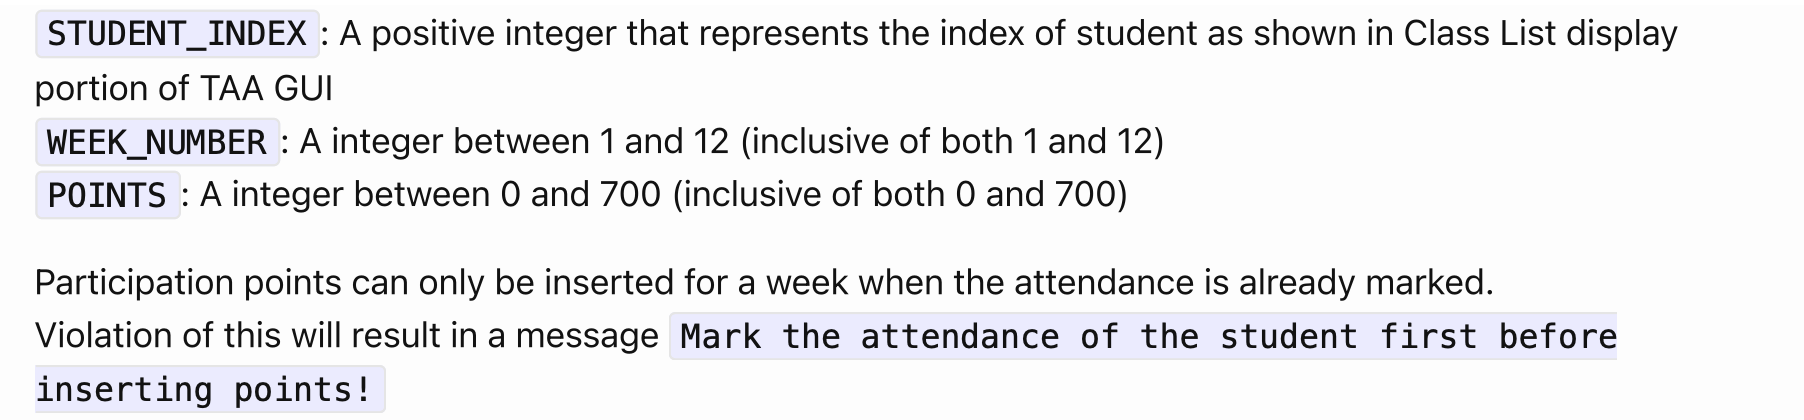 STUDENT_INDEX : A positive integer that represents the index of student as shown in Class List display
portion of TAA GUI
WEEK_NUMBER : A integer between 1 and 12 (inclusive of both 1 and 12)
POINTS : A integer between 0 and 700 (inclusive of both 0 and 700)
Participation points can only be inserted for a week when the attendance is already marked.
Violation of this will result in a message Mark the attendance of the student first before
inserting points!